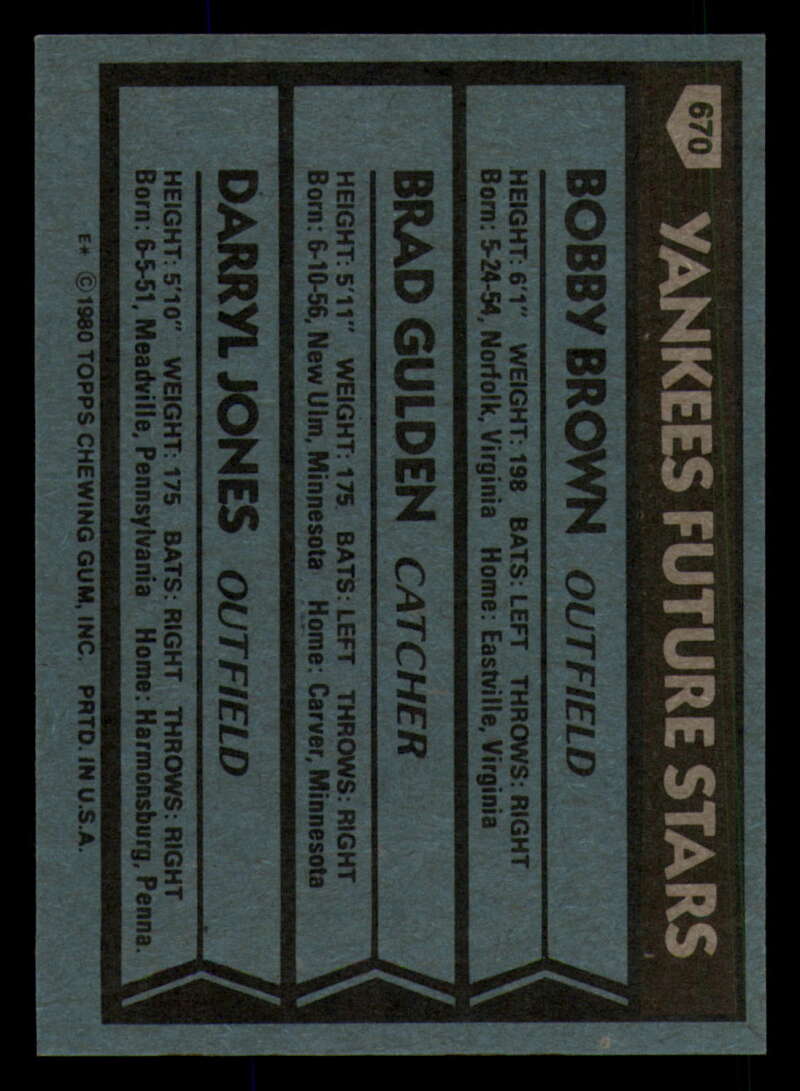 670
YANKEES FUTURE STARS
BOBBY BROWN OUTFIELD
HEIGHT: 6'1" WEIGHT: 198 BATS: LEFT THROWS: RIGHT
Born: 5-24-54, Norfolk, Virginia Home: Eastville, Virginia
BRAD GULDEN CATCHER
HEIGHT: 5'11" WEIGHT: 175 BATS: LEFT THROWS: RIGHT
Born: 6-10-56, New Ulm, Minnesota Home: Carver, Minnesota
DARRYL JONES OUTFIELD
HEIGHT: 5'10" WEIGHT: 175 BATS: RIGHT THROWS: RIGHT
Born: 6-5-51, Meadville, Pennsylvania Home: Harmonsburg, Penna.
E* © 1980 TOPPS CHEWING GUM, INC. PRTD. IN U.S.A.